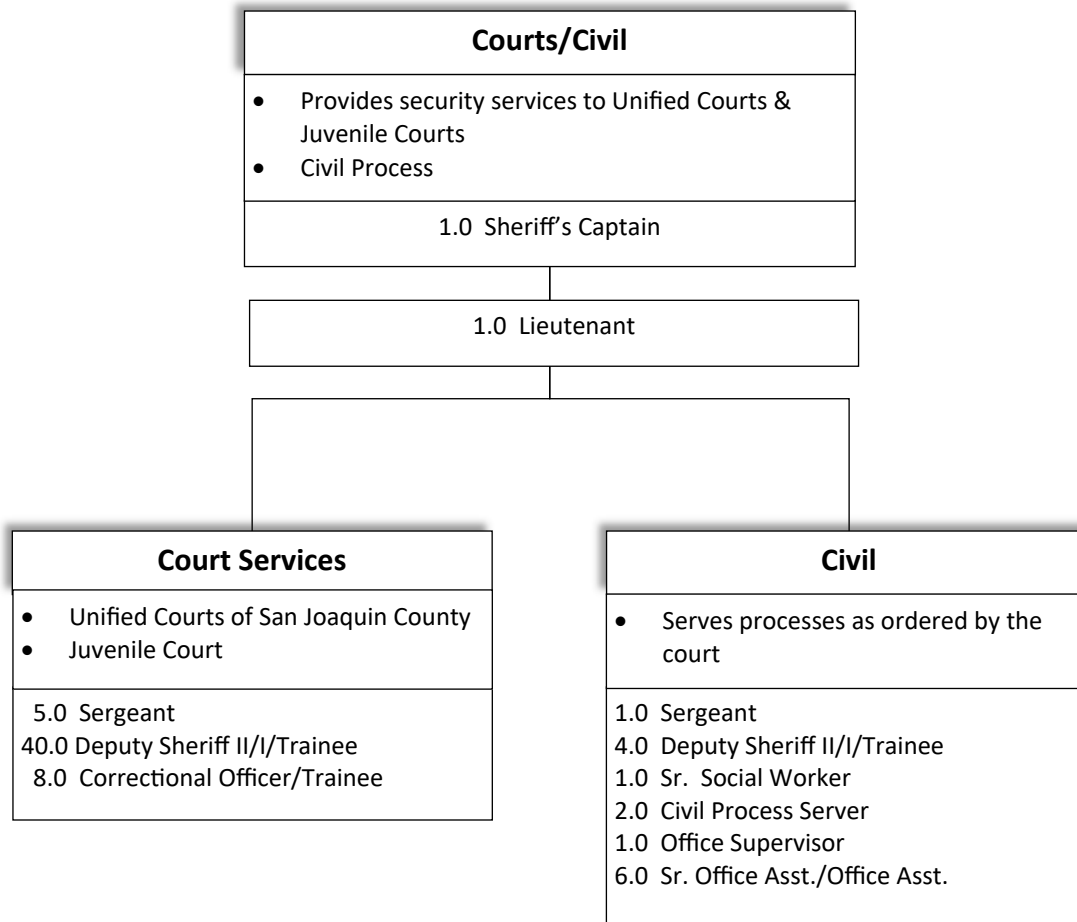 Courts/Civil
• Provides security services to Unified Courts &
Juvenile Courts
• Civil Process
1.0 Sheriff’s Captain
1.0 Lieutenant
Court Services
• Unified Courts of San Joaquin County
• Juvenile Court
5.0 Sergeant
40.0 Deputy Sheriff II/I/Trainee
8.0 Correctional Officer/Trainee
Civil
• Serves processes as ordered by the
court
1.0 Sergeant
4.0 Deputy Sheriff II/I/Trainee
1.0 Sr. Social Worker
2.0 Civil Process Server
1.0 Office Supervisor
6.0 Sr. Office Asst./Office Asst.